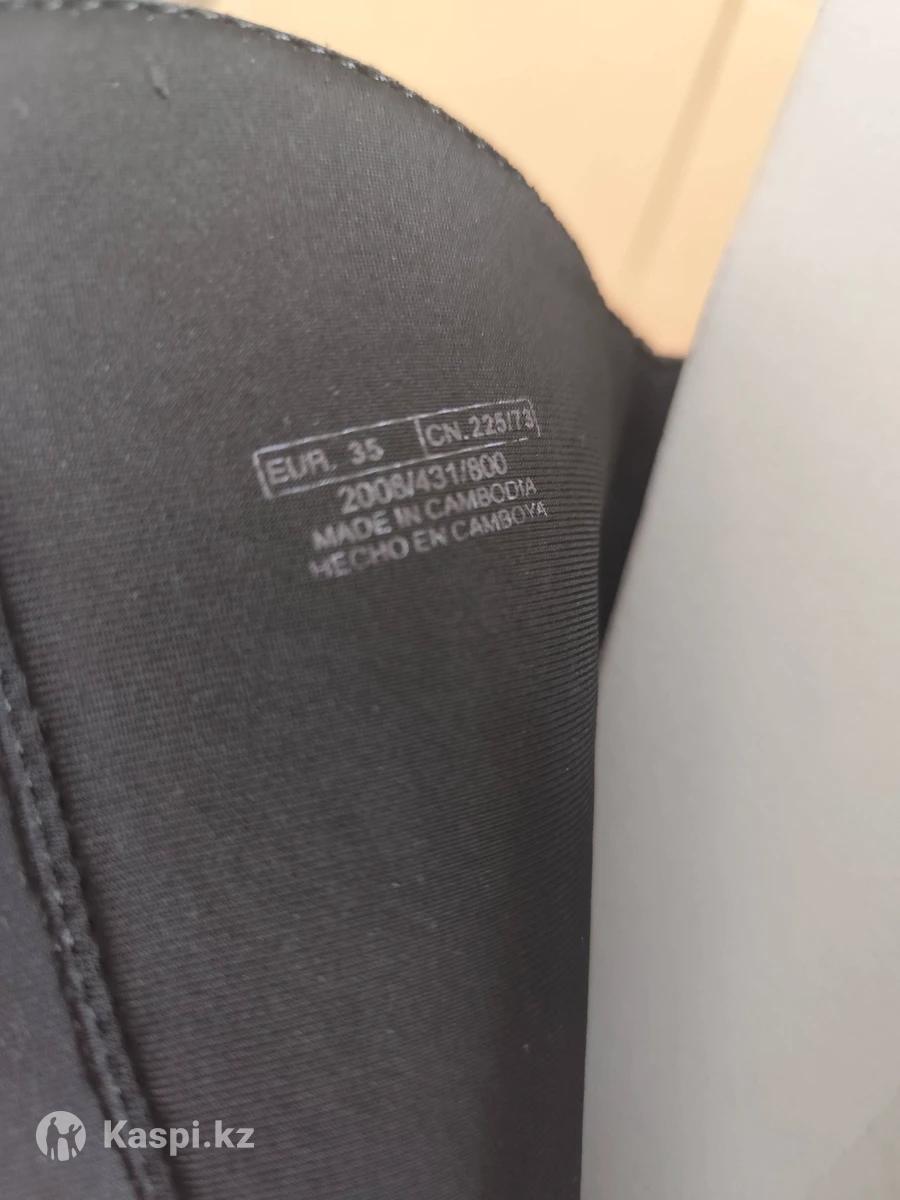 EUR. 35 CN.225/73
2008/431/800
MADE IN CAMBODIA
HECHO EN CAMBOYA
Kaspi.kz